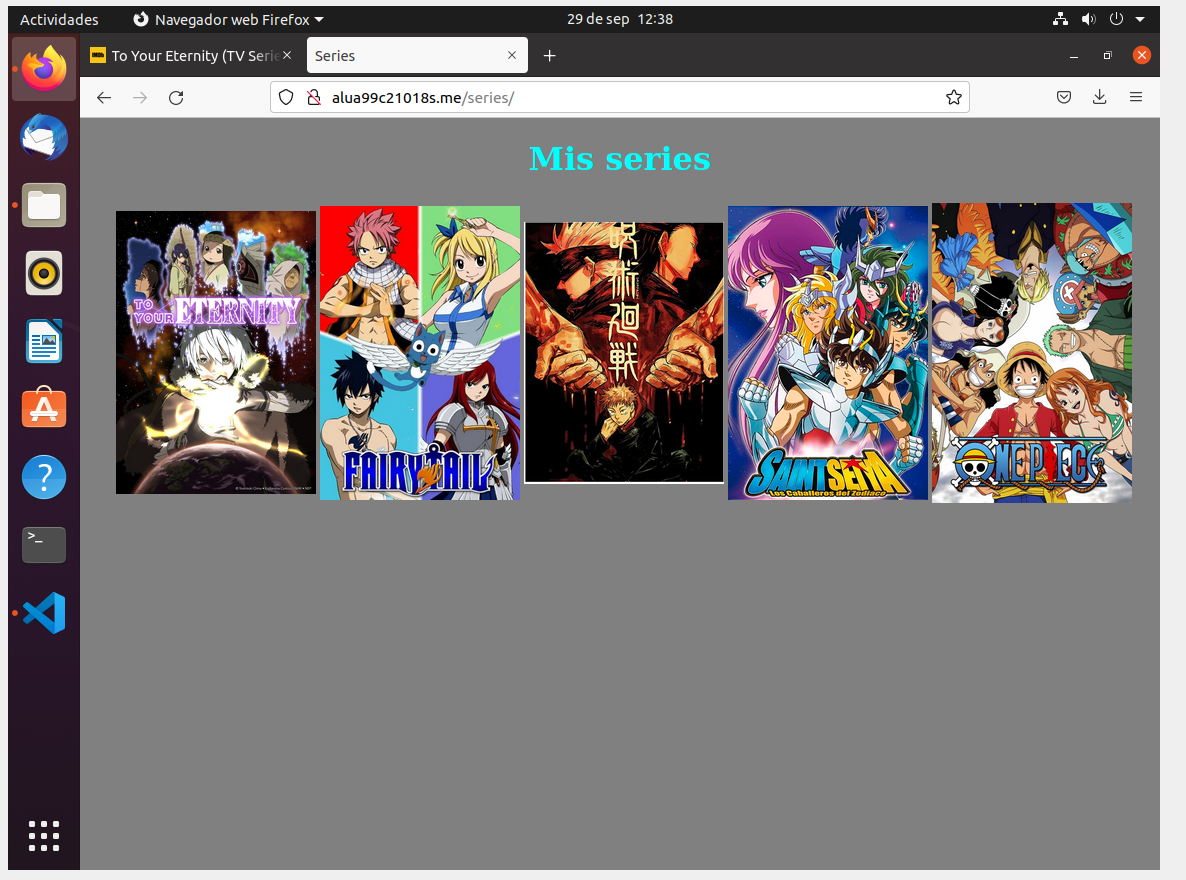 Actividades
Navegador web Firefox
29 de sep 12:38
IMDb
To Your Eternity (TV Serie
Series
alua99c21018s.me/series/
Mis series
TO YOUR ETERNITY
FAIRY TAIL
呪術廻戦
SAINT SEIYA
Los Caballeros del Zodiaco
ONE PIECE
?
>_